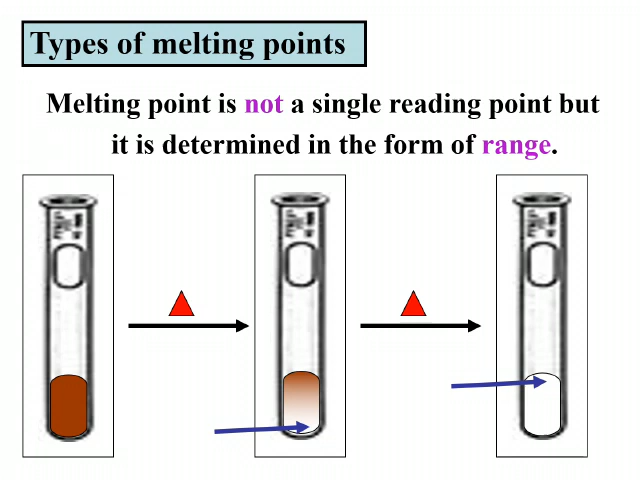 Types of melting points
Melting point is not a single reading point but
it is determined in the form of range.